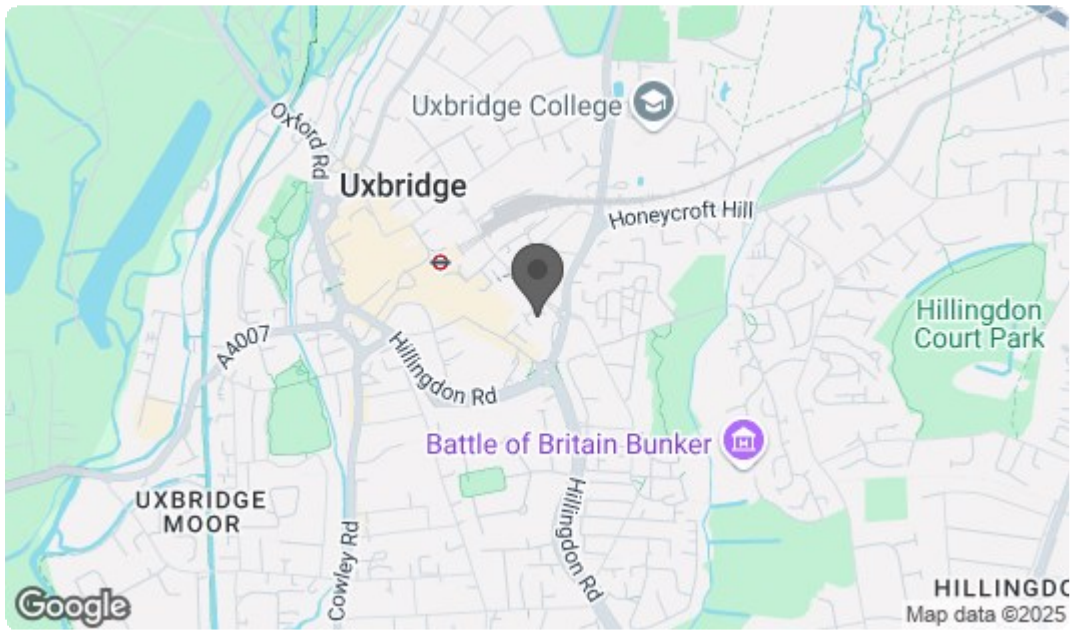 Uxbridge College
Oxford Rd
Uxbridge
Honeycroft Hill
Hillingdon
Court Park
A4007
Hillingdon Rd
Battle of Britain Bunker
UXBRIDGE
MOOR
Hillingdon Rd
Cowley Rd
HILLINGDO
Google
Map data ©2025